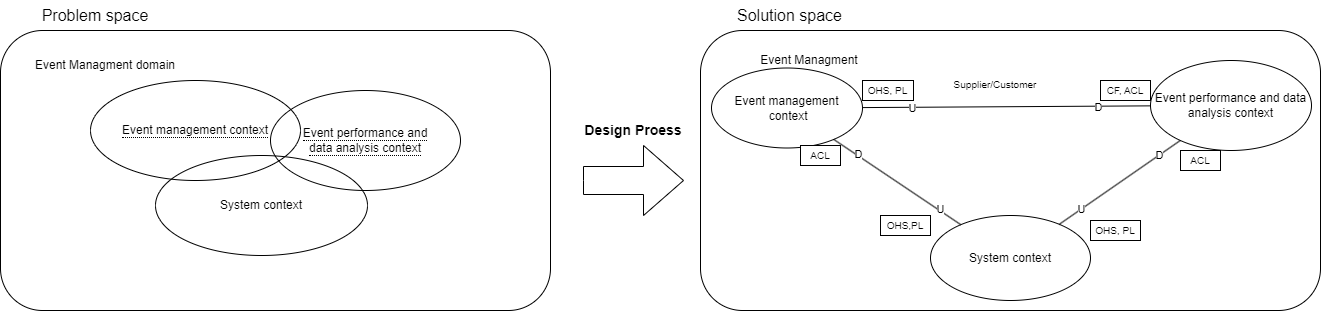 Problem space
Event Managment domain
Event management context
Event performance and
data analysis context
System context
Design Proess
Solution space
Event Managment
Event management
context
OHS, PL
U
Supplier/Customer
D
CF, ACL
Event performance and data
analysis context
ACL
D
D
ACL
U
OHS,PL
U
OHS, PL
System context